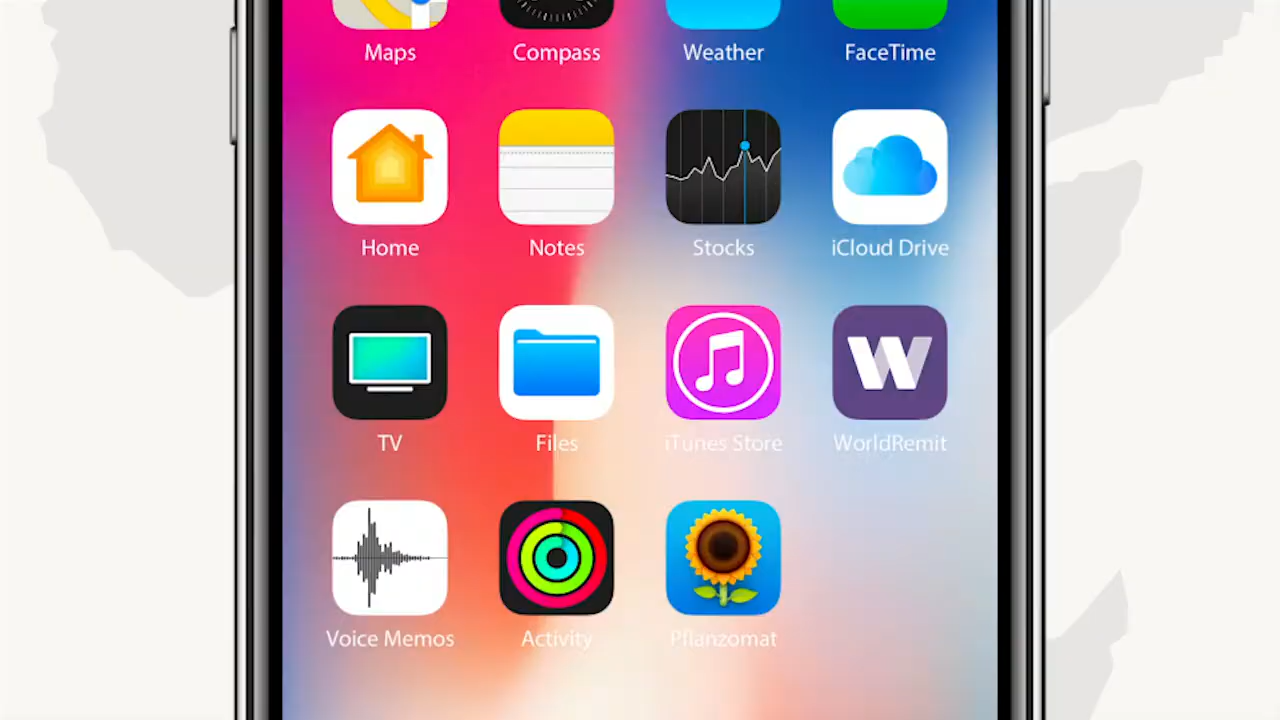 Maps Compass Weather FaceTime
Home Notes Stocks iCloud Drive
W
TV Files iTunes Store WorldRemit
Voice Memos Activity Pflanzomat